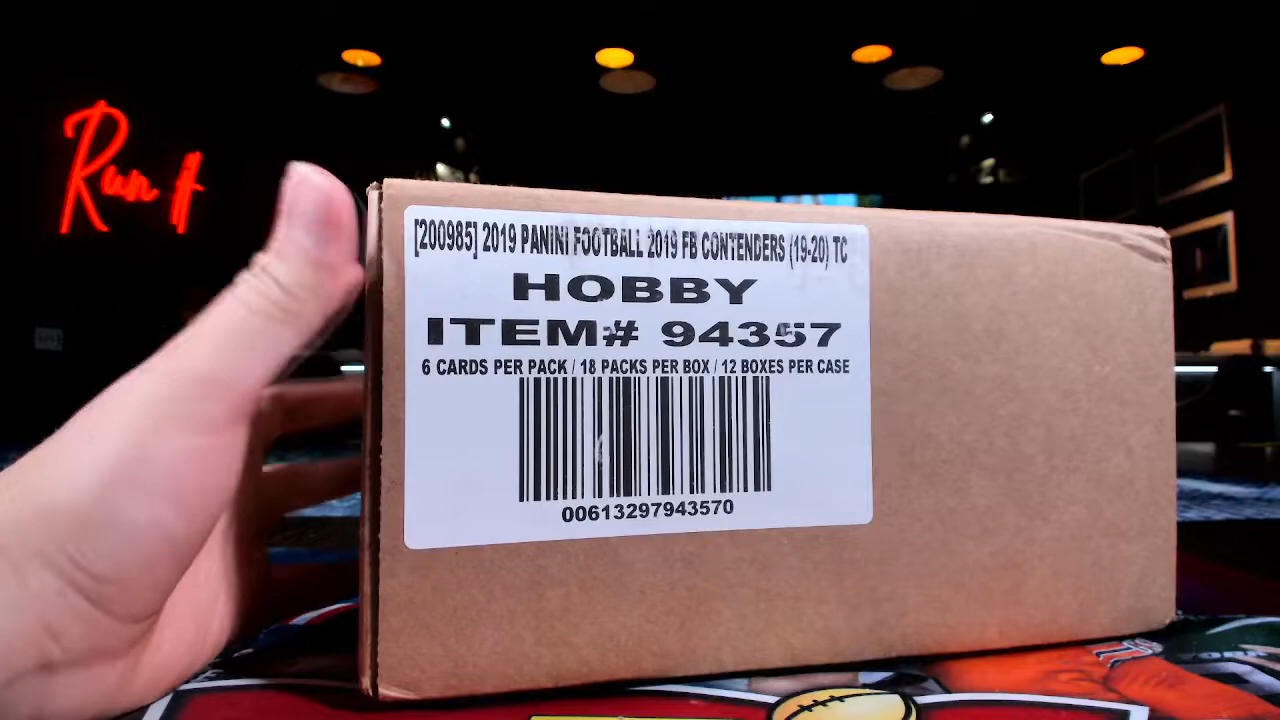 Run it
[200985] 2019 PANINI FOOTBALL 2019 FB CONTENDERS (19-20) TC
HOBBY
ITEM# 94357
6 CARDS PER PACK / 18 PACKS PER BOX / 12 BOXES PER CASE
00613297943570